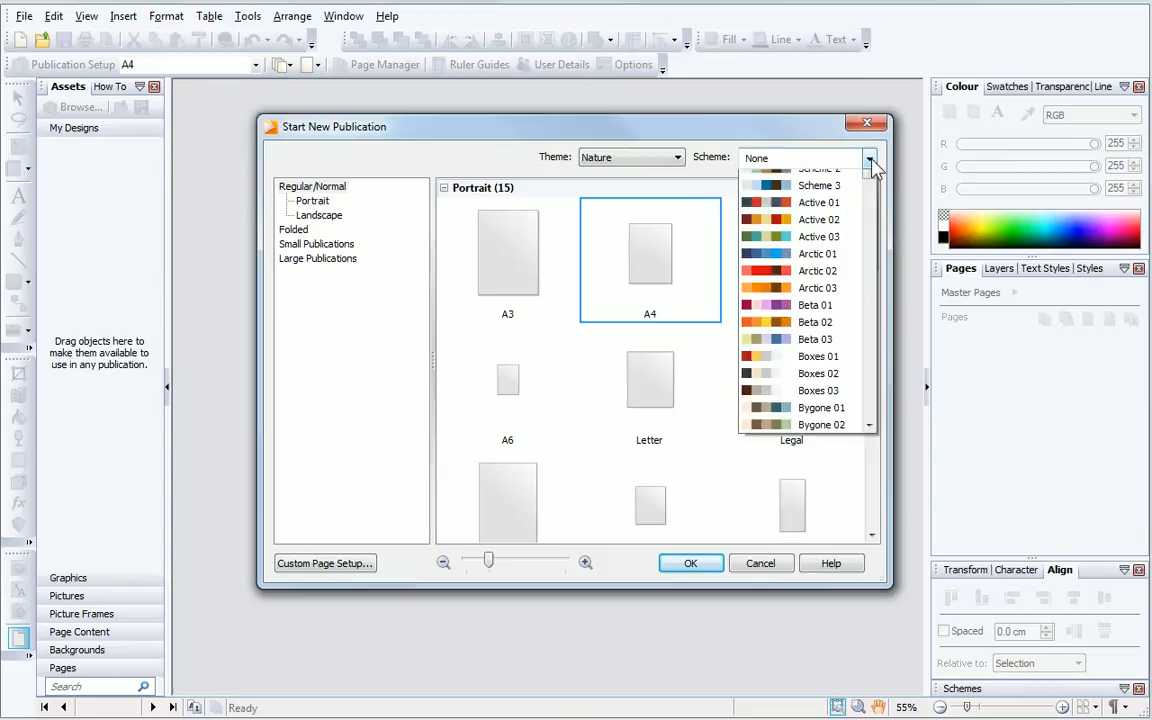 File Edit View Insert Format Table Tools Arrange Window Help
Fill Line Text
Publication Setup A4 Page Manager Ruler Guides User Details Options
Assets How To
Browse...
My Designs
Drag objects here to
make them available to
use in any publication.
Graphics
Pictures
Picture Frames
Page Content
Backgrounds
Pages
Search
Start New Publication
Theme: Nature Scheme: None
Regular/Normal
Portrait
Landscape
Folded
Small Publications
Large Publications
Portrait (15)
A3
A4
A6
Letter
Legal
Scheme 2
Scheme 3
Active 01
Active 02
Active 03
Arctic 01
Arctic 02
Arctic 03
Beta 01
Beta 02
Beta 03
Boxes 01
Boxes 02
Boxes 03
Bygone 01
Bygone 02
Custom Page Setup... OK Cancel Help
Colour Swatches Transparenc Line
RGB
R 255
G 255
B 255
Pages Layers Text Styles Styles
Master Pages
Pages
Transform Character Align
Spaced 0.0 cm
Relative to: Selection
Schemes
Ready 55%